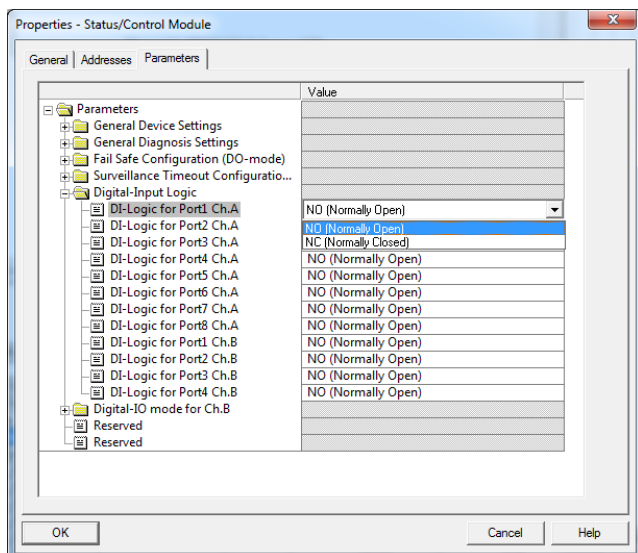 Properties - Status/Control Module
General Addresses Parameters
Value
Parameters
General Device Settings
General Diagnosis Settings
Fail Safe Configuration (DO-mode)
Surveillance Timeout Configuratio...
Digital-Input Logic
DI-Logic for Port1 Ch.A NO (Normally Open)
DI-Logic for Port2 Ch.A NO (Normally Open)
DI-Logic for Port3 Ch.A NC (Normally Closed)
DI-Logic for Port4 Ch.A NO (Normally Open)
DI-Logic for Port5 Ch.A NO (Normally Open)
DI-Logic for Port6 Ch.A NO (Normally Open)
DI-Logic for Port7 Ch.A NO (Normally Open)
DI-Logic for Port8 Ch.A NO (Normally Open)
DI-Logic for Port1 Ch.B NO (Normally Open)
DI-Logic for Port2 Ch.B NO (Normally Open)
DI-Logic for Port3 Ch.B NO (Normally Open)
DI-Logic for Port4 Ch.B NO (Normally Open)
Digital-IO mode for Ch.B
Reserved
Reserved
OK Cancel Help